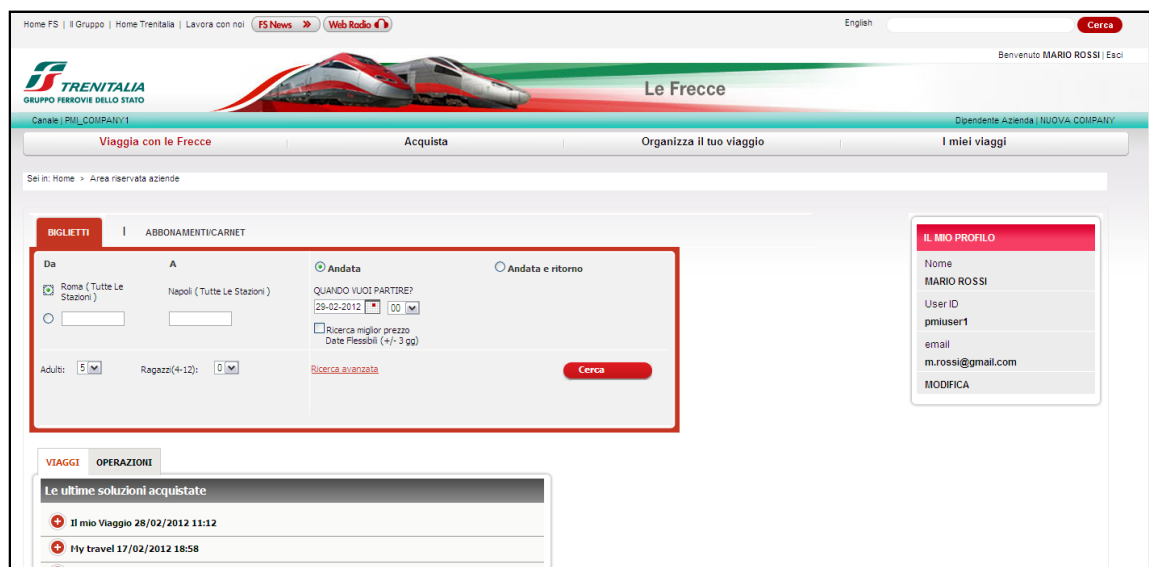 Home FS | Il Gruppo | Home Trenitalia | Lavora con noi FS News Web Radio English Cerca
Benvenuto MARIO ROSSI | Esci
TRENITALIA
GRUPPO FERROVIE DELLO STATO
Le Frecce
Canale | PMI_COMPANY1 Dipendente Azienda | NUOVA COMPANY
Viaggia con le Frecce Acquista Organizza il tuo viaggio I miei viaggi
Sei in: Home > Area riservata aziende
BIGLIETTI | ABBONAMENTI/CARNET
Da A Andata Andata e ritorno
Roma ( Tutte Le
Stazioni )
Napoli ( Tutte Le Stazioni )
QUANDO VUOI PARTIRE?
29-02-2012 00
Ricerca miglior prezzo
Date Flessibili (+/- 3 gg)
Adulti: 5 Ragazzi(4-12): 0 Ricerca avanzata Cerca
IL MIO PROFILO
Nome
MARIO ROSSI
User ID
pmiuser1
email
m.rossi@gmail.com
MODIFICA
VIAGGI OPERAZIONI
Le ultime soluzioni acquistate
Il mio Viaggio 28/02/2012 11:12
My travel 17/02/2012 18:58